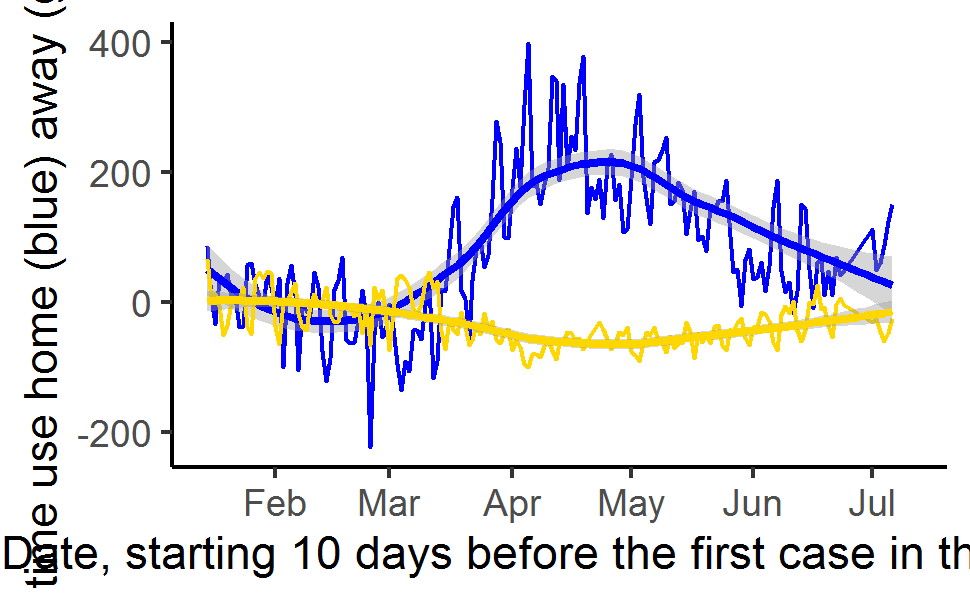 time use home (blue) away (
400
200
0
-200
Feb Mar Apr May Jun Jul
Date, starting 10 days before the first case in th